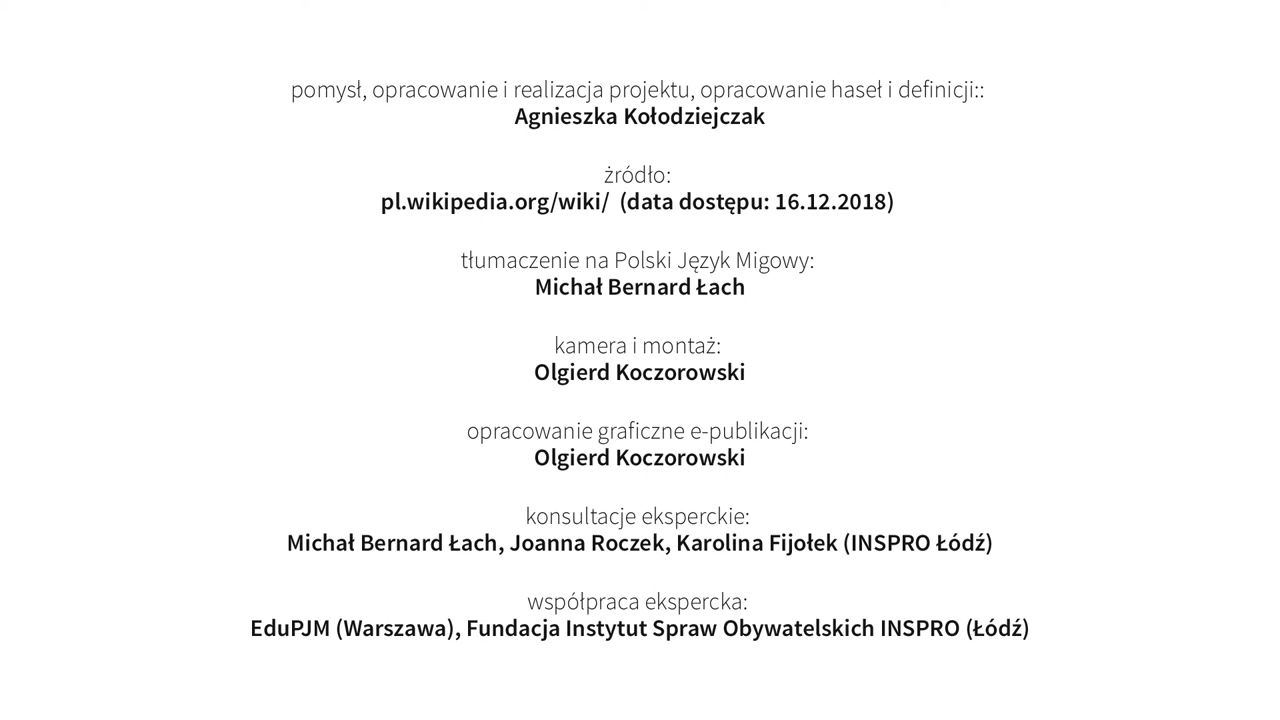 pomysł, opracowanie i realizacja projektu, opracowanie haseł i definicji::
Agnieszka Kołodziejczak
żródło:
pl.wikipedia.org/wiki/ (data dostępu: 16.12.2018)
tłumaczenie na Polski Język Migowy:
Michał Bernard Łach
kamera i montaż:
Olgierd Koczorowski
opracowanie graficzne e-publikacji:
Olgierd Koczorowski
konsultacje eksperckie:
Michał Bernard Łach, Joanna Roczek, Karolina Fijołek (INSPRO Łódź)
współpraca ekspercka:
EduPJM (Warszawa), Fundacja Instytut Spraw Obywatelskich INSPRO (Łódź)